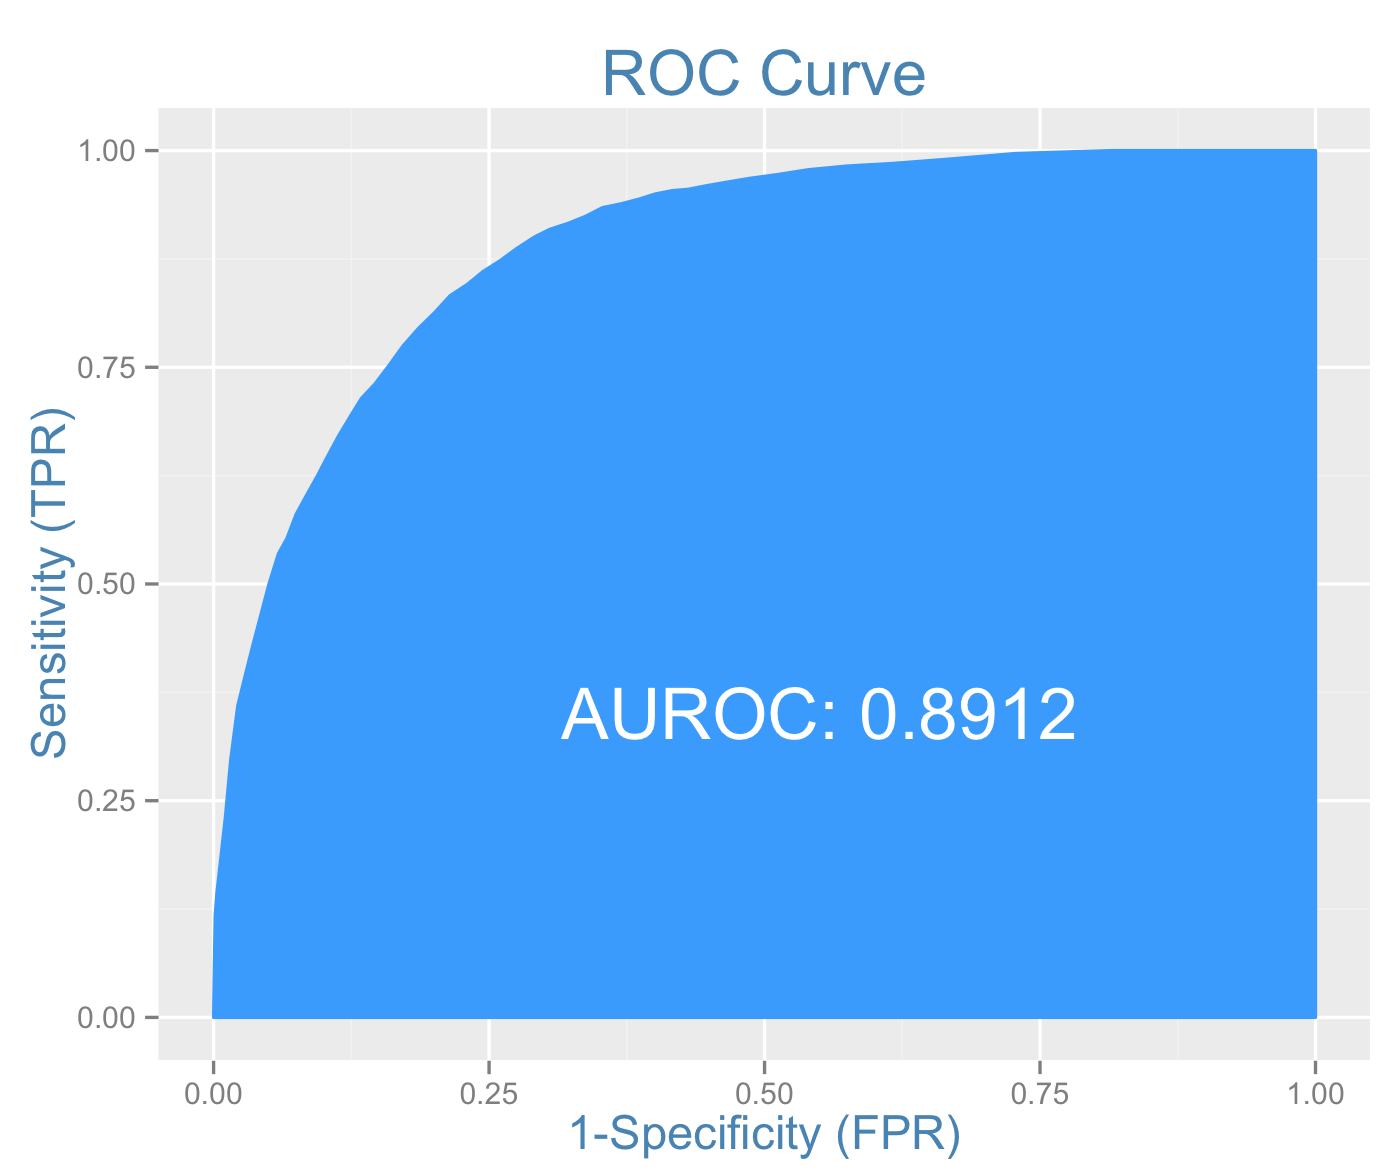 ROC Curve
1.00
0.75
0.50
0.25
0.00
Sensitivity (TPR)
AUROC: 0.8912
0.00 0.25 0.50 0.75 1.00
1-Specificity (FPR)